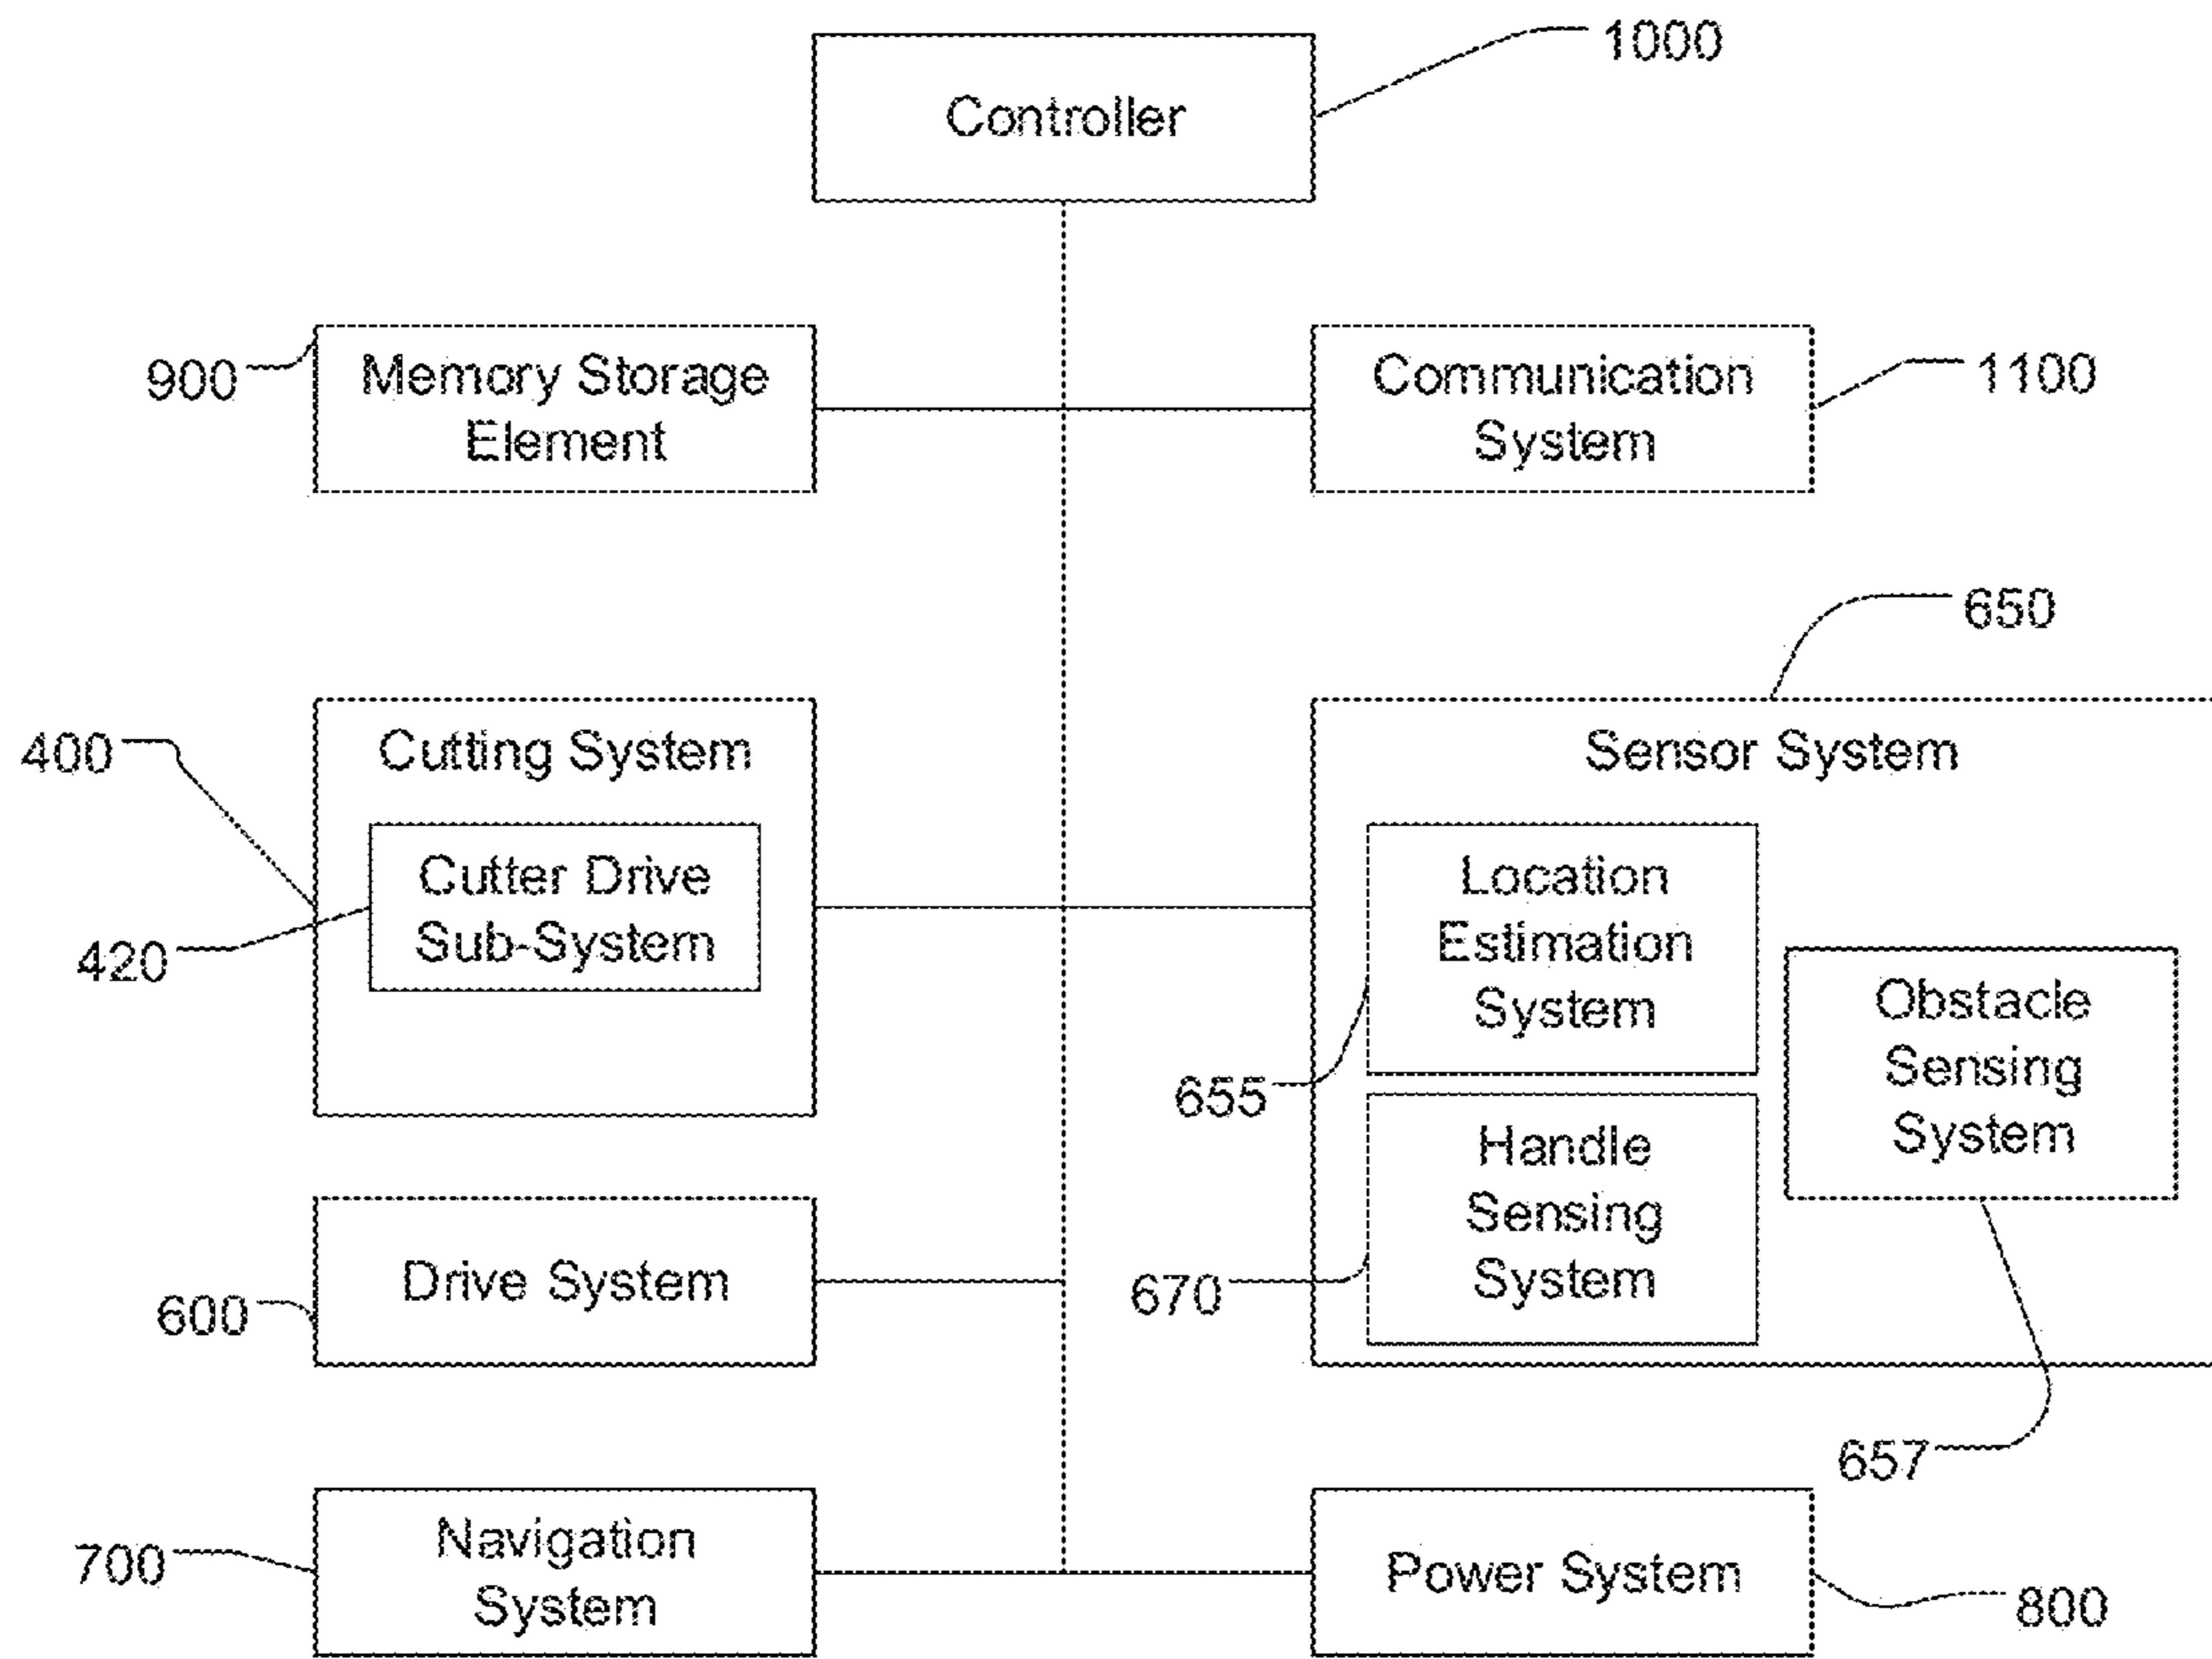 1000
Controller
900
Memory Storage
Element
Communication
System
1100
650
400
Cutting System
Cutter Drive
Sub-System
420
Sensor System
Location
Estimation
System
655
Obstacle
Sensing
System
Handle
Sensing
System
670
657
Drive System
600
Navigation
System
700
Power System
800